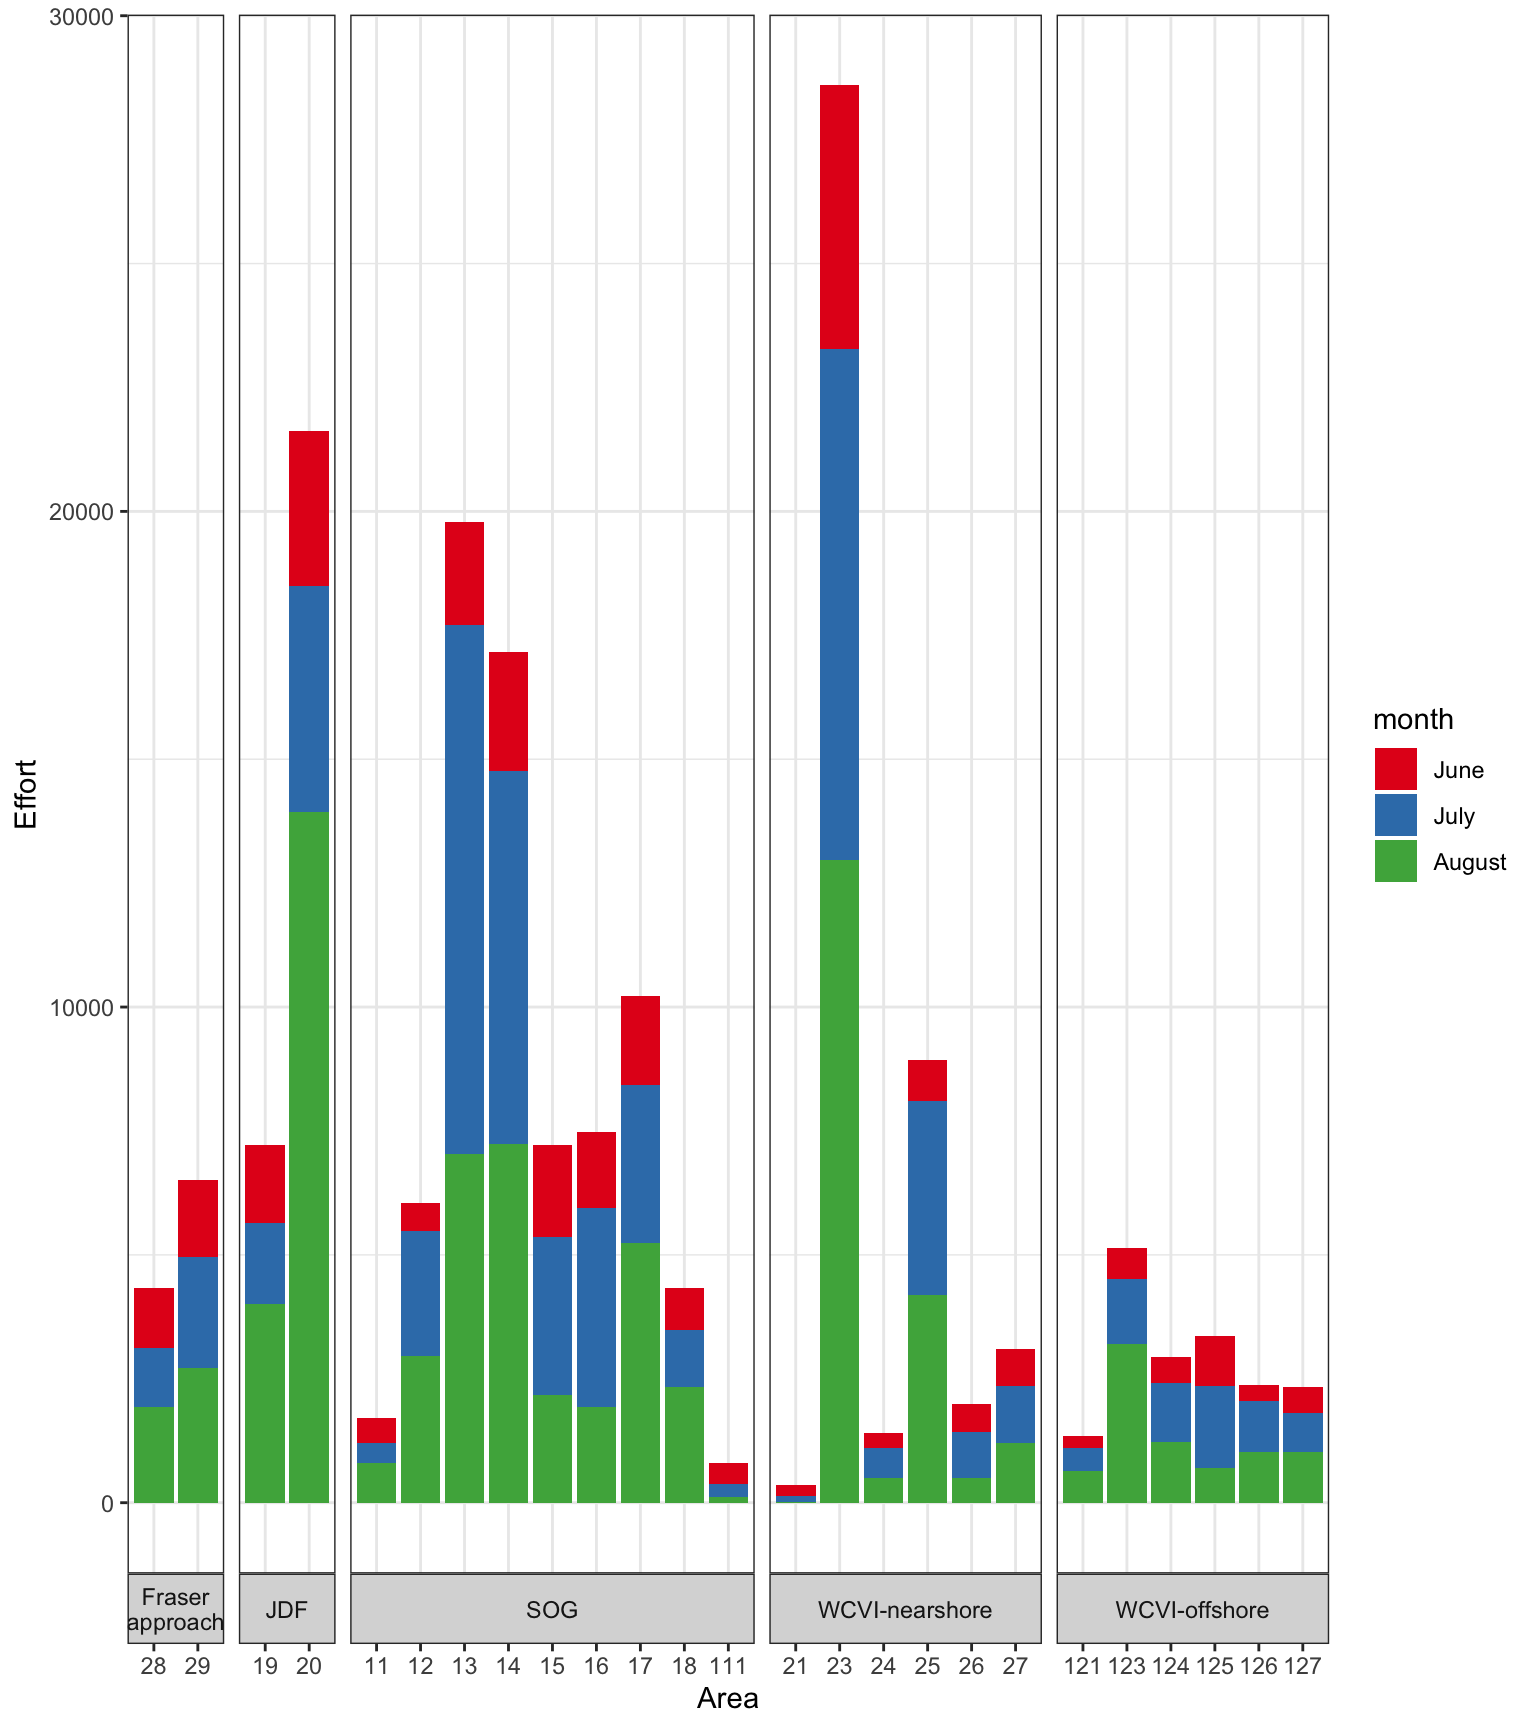 30000
20000
10000
0
Effort
month
June
July
August
Fraser
approach
JDF
SOG
WCVI-nearshore
WCVI-offshore
28 29 19 20 11 12 13 14 15 16 17 18 111 21 23 24 25 26 27 121 123 124 125 126 127
Area